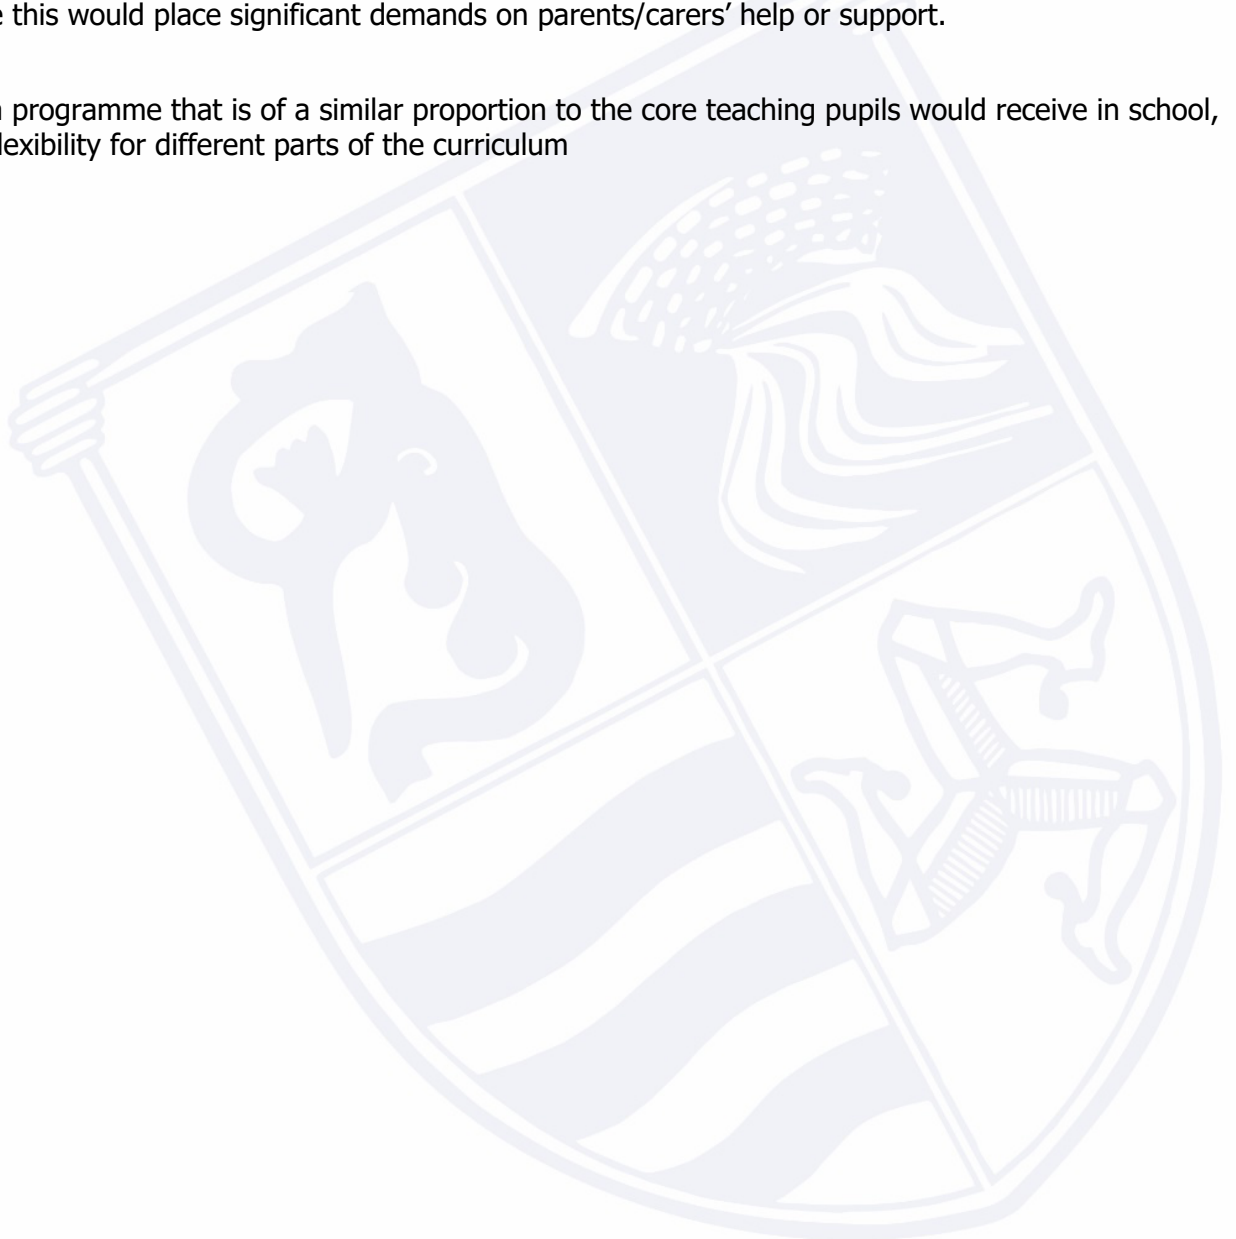 e this would place significant demands on parents/carers’ help or support.
programme that is of a similar proportion to the core teaching pupils would receive in school,
lexibility for different parts of the curriculum